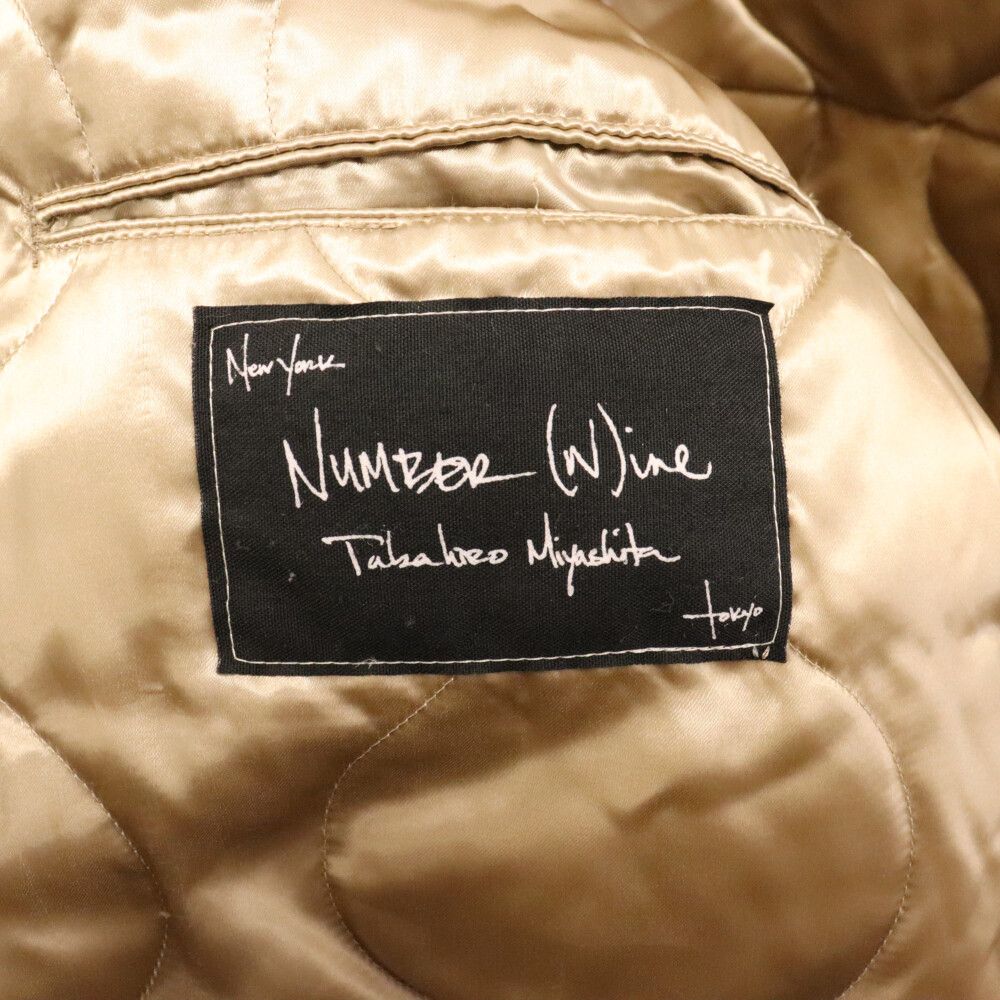 New York
NUMBER (N)ine
Takahiro Miyashita
tokyo